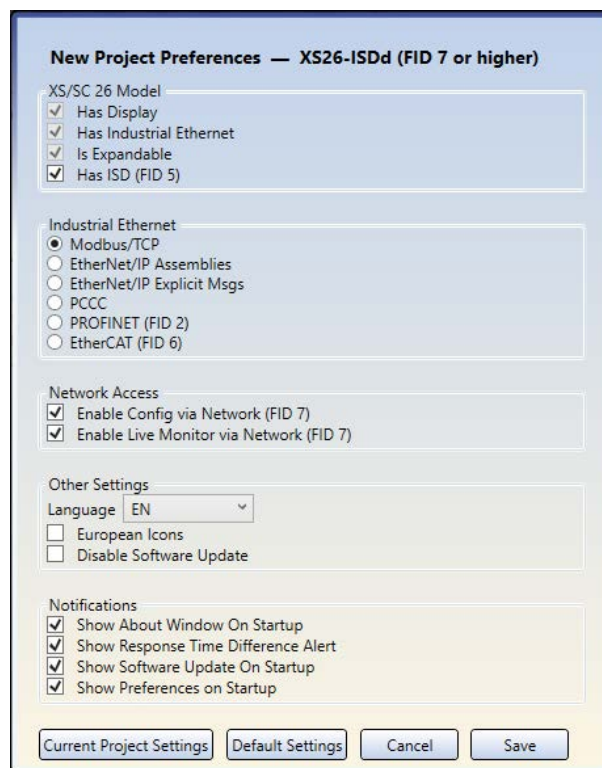 New Project Preferences — XS26-ISDd (FID 7 or higher)
XS/SC 26 Model
Has Display
Has Industrial Ethernet
Is Expandable
Has ISD (FID 5)
Industrial Ethernet
Modbus/TCP
EtherNet/IP Assemblies
EtherNet/IP Explicit Msgs
PCCC
PROFINET (FID 2)
EtherCAT (FID 6)
Network Access
Enable Config via Network (FID 7)
Enable Live Monitor via Network (FID 7)
Other Settings
Language EN
European Icons
Disable Software Update
Notifications
Show About Window On Startup
Show Response Time Difference Alert
Show Software Update On Startup
Show Preferences on Startup
Current Project Settings Default Settings Cancel Save